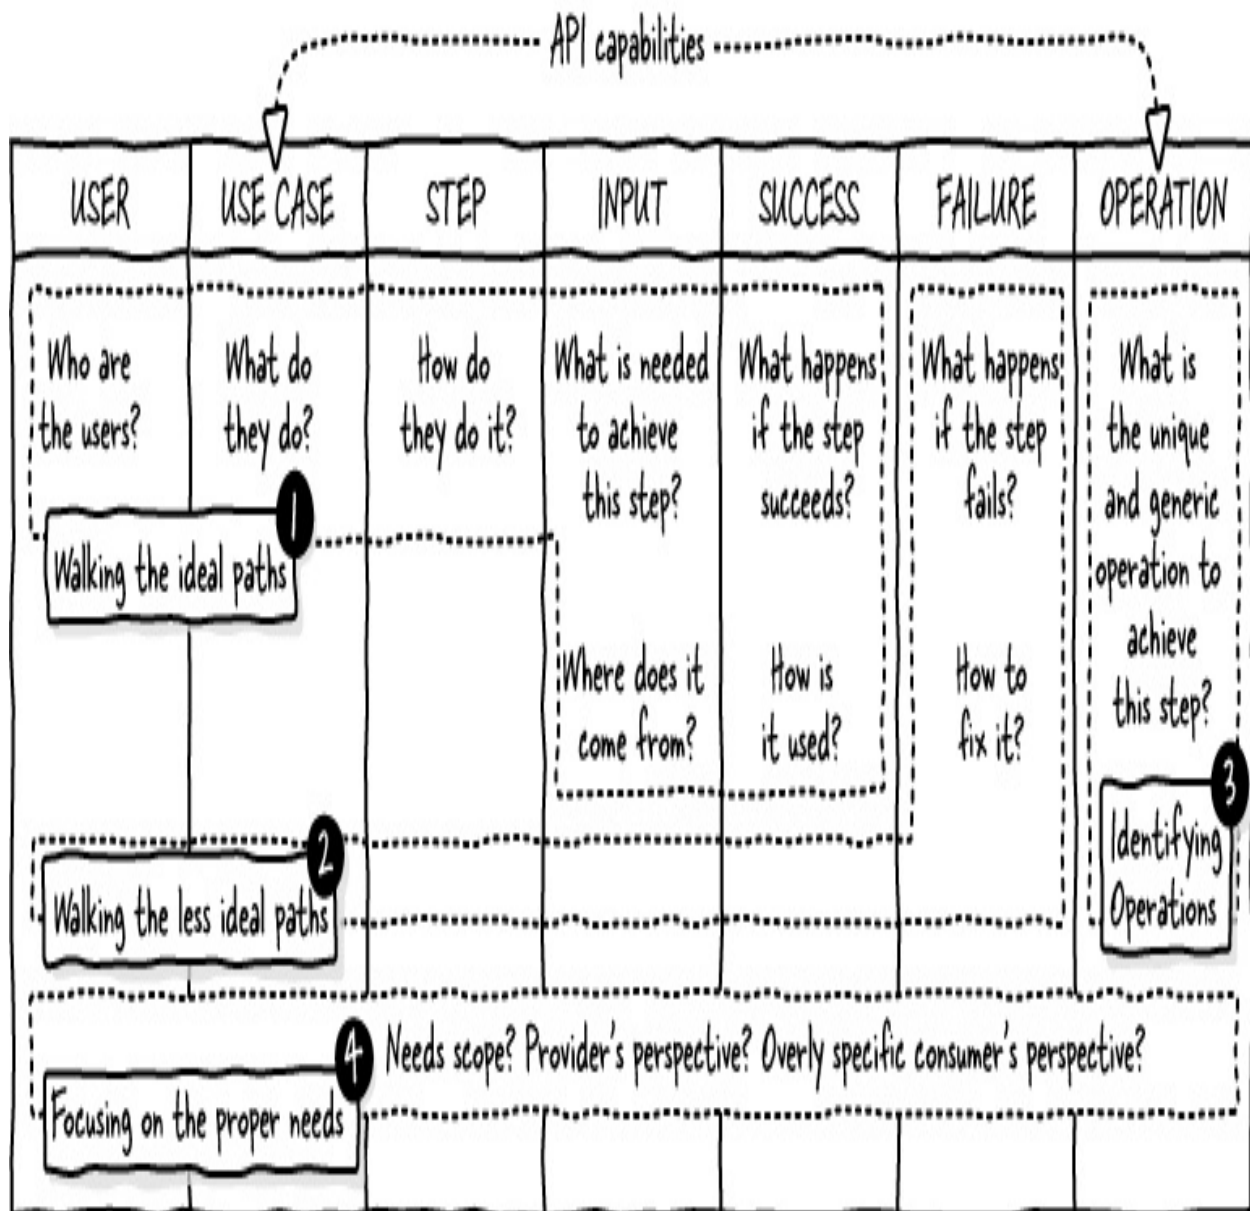 API capabilities
USER
USE CASE
STEP
INPUT
SUCCESS
FAILURE
OPERATION
Who are
the users?
What do
they do?
How do
they do it?
What is needed
to achieve
this step?
Where does it
come from?
What happens
if the step
succeeds?
How is
it used?
What happens
if the step
fails?
How to
fix it?
What is
the unique
and generic
operation to
achieve
this step?
1
Walking the ideal paths
2
Walking the less ideal paths
3
Identifying
Operations
4
Focusing on the proper needs
Needs scope? Provider's perspective? Overly specific consumer's perspective?